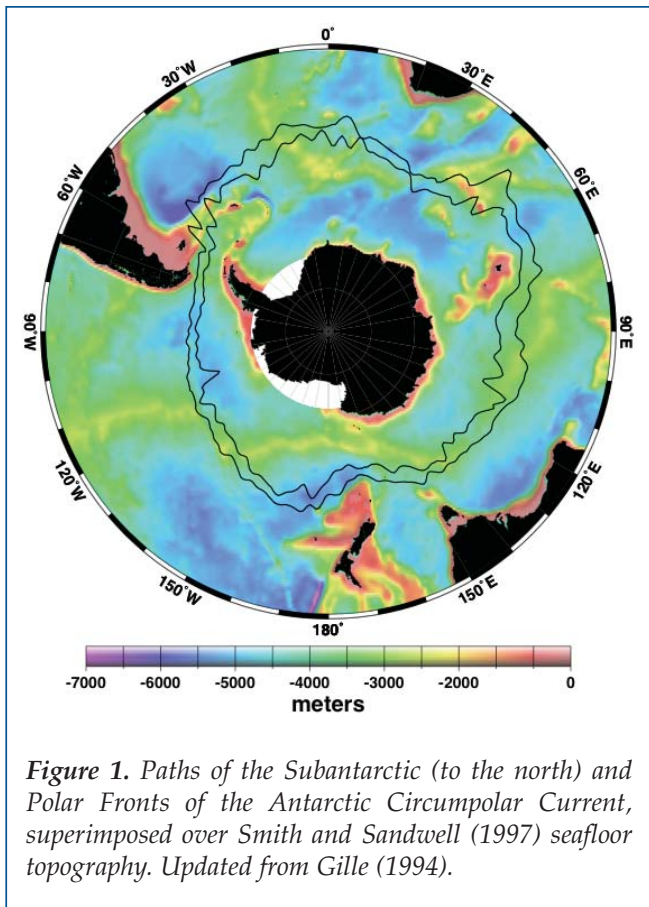 0°
30°W
30°E
60°W
60°E
90°W
90°E
120°W
120°E
150°W
150°E
180°
-7000 -6000 -5000 -4000 -3000 -2000 0
meters
Figure 1. Paths of the Subantarctic (to the north) and
Polar Fronts of the Antarctic Circumpolar Current,
superimposed over Smith and Sandwell (1997) seafloor
topography. Updated from Gille (1994).